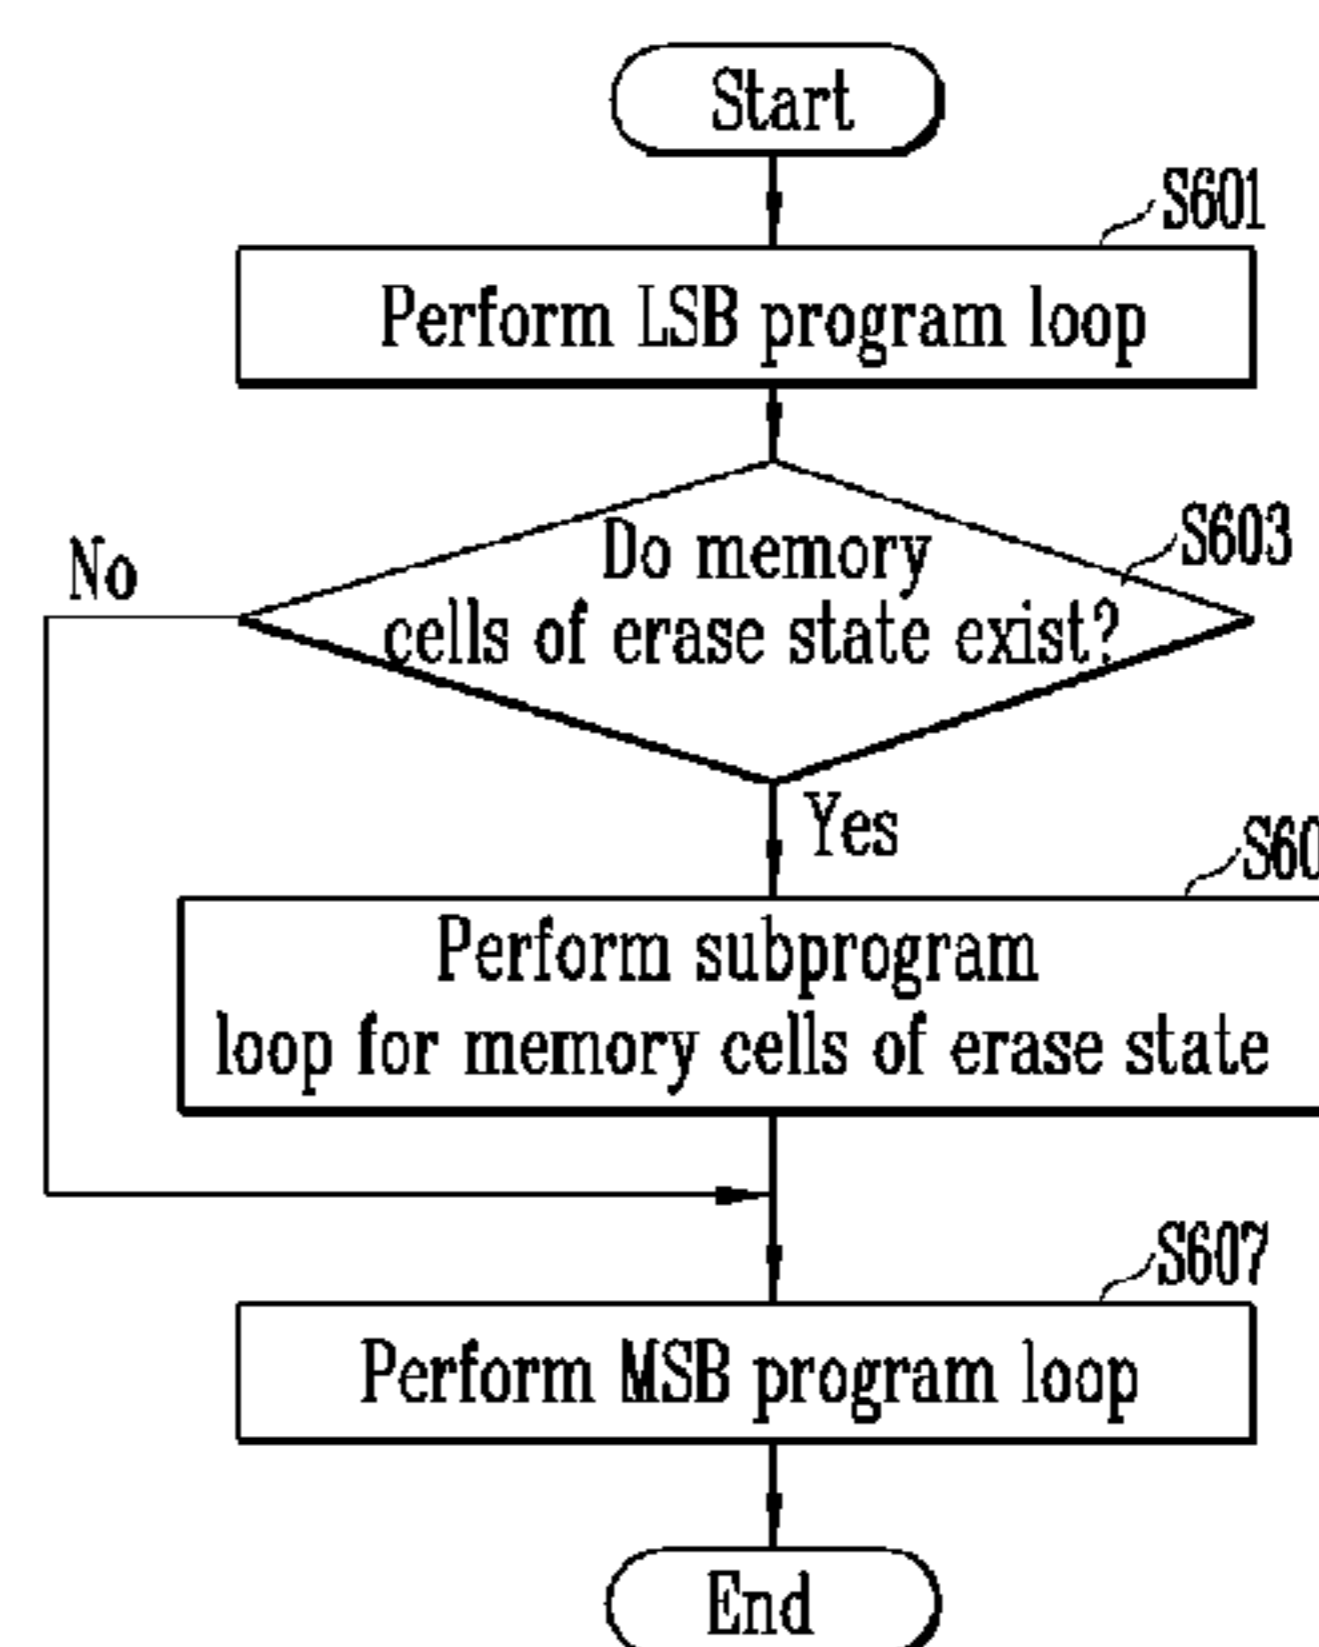 Start
S601
Perform LSB program loop
S603
Do memory
cells of erase state exist?
No
Yes
Perform subprogram
loop for memory cells of erase state
S607
Perform MSB program loop
End